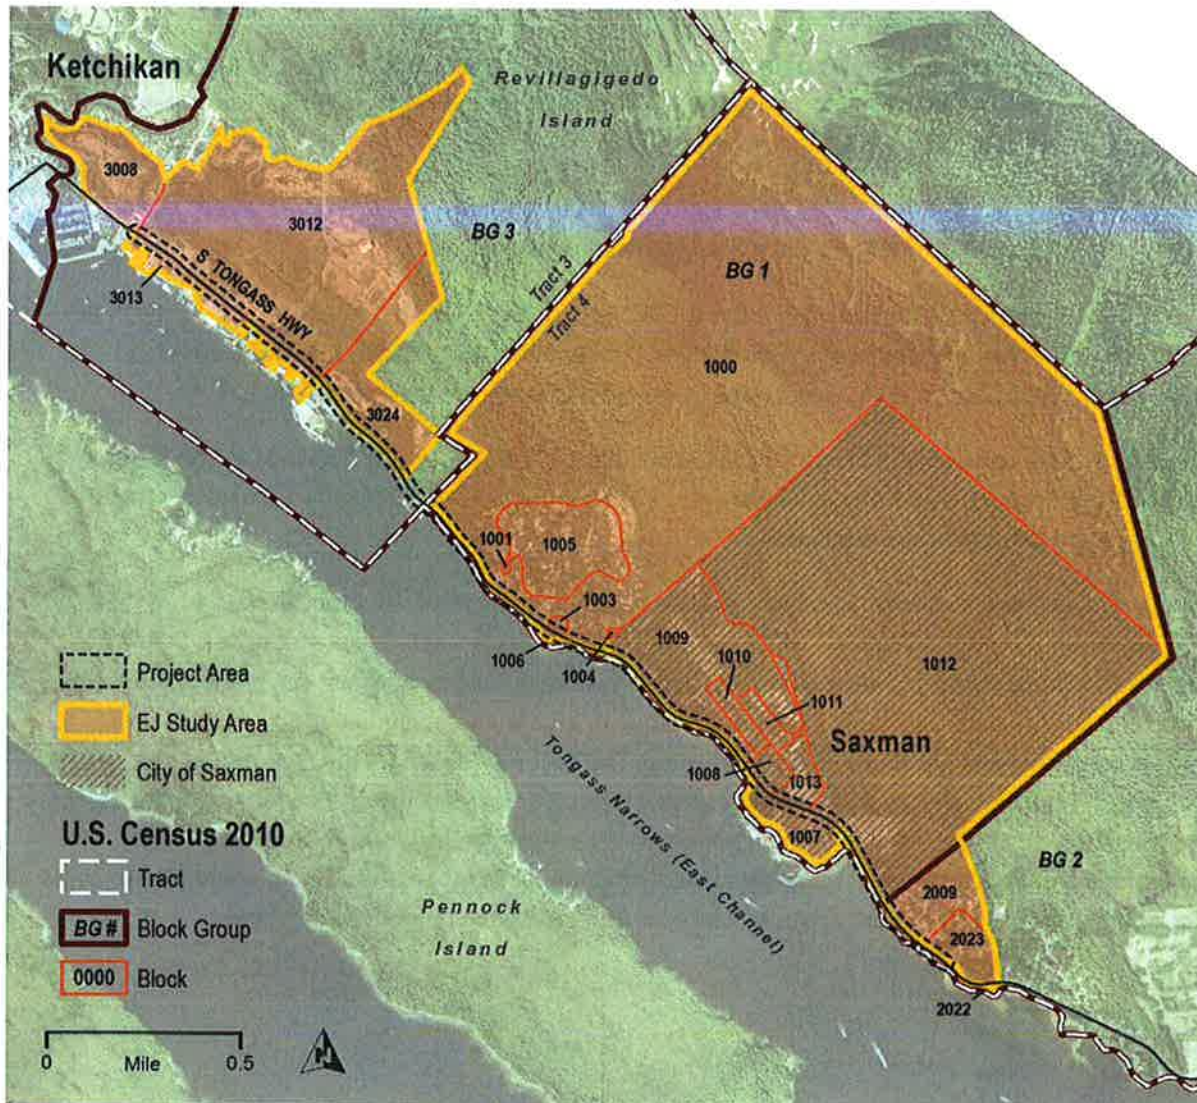 Ketchikan
Revillagigedo
Island
3008
3012
BG 3
3013
S TONGASS HWY
Tract 3
Tract 4
BG 1
1000
3024
1001
1005
1003
1006
1004
1009
1010
1012
1011
Saxman
1008
1013
1007
Tongass Narrows (East Channel)
BG 2
2009
2023
2022
Pennock
Island
Project Area
EJ Study Area
City of Saxman
U.S. Census 2010
Tract
BG # Block Group
0000 Block
0 Mile 0.5
N